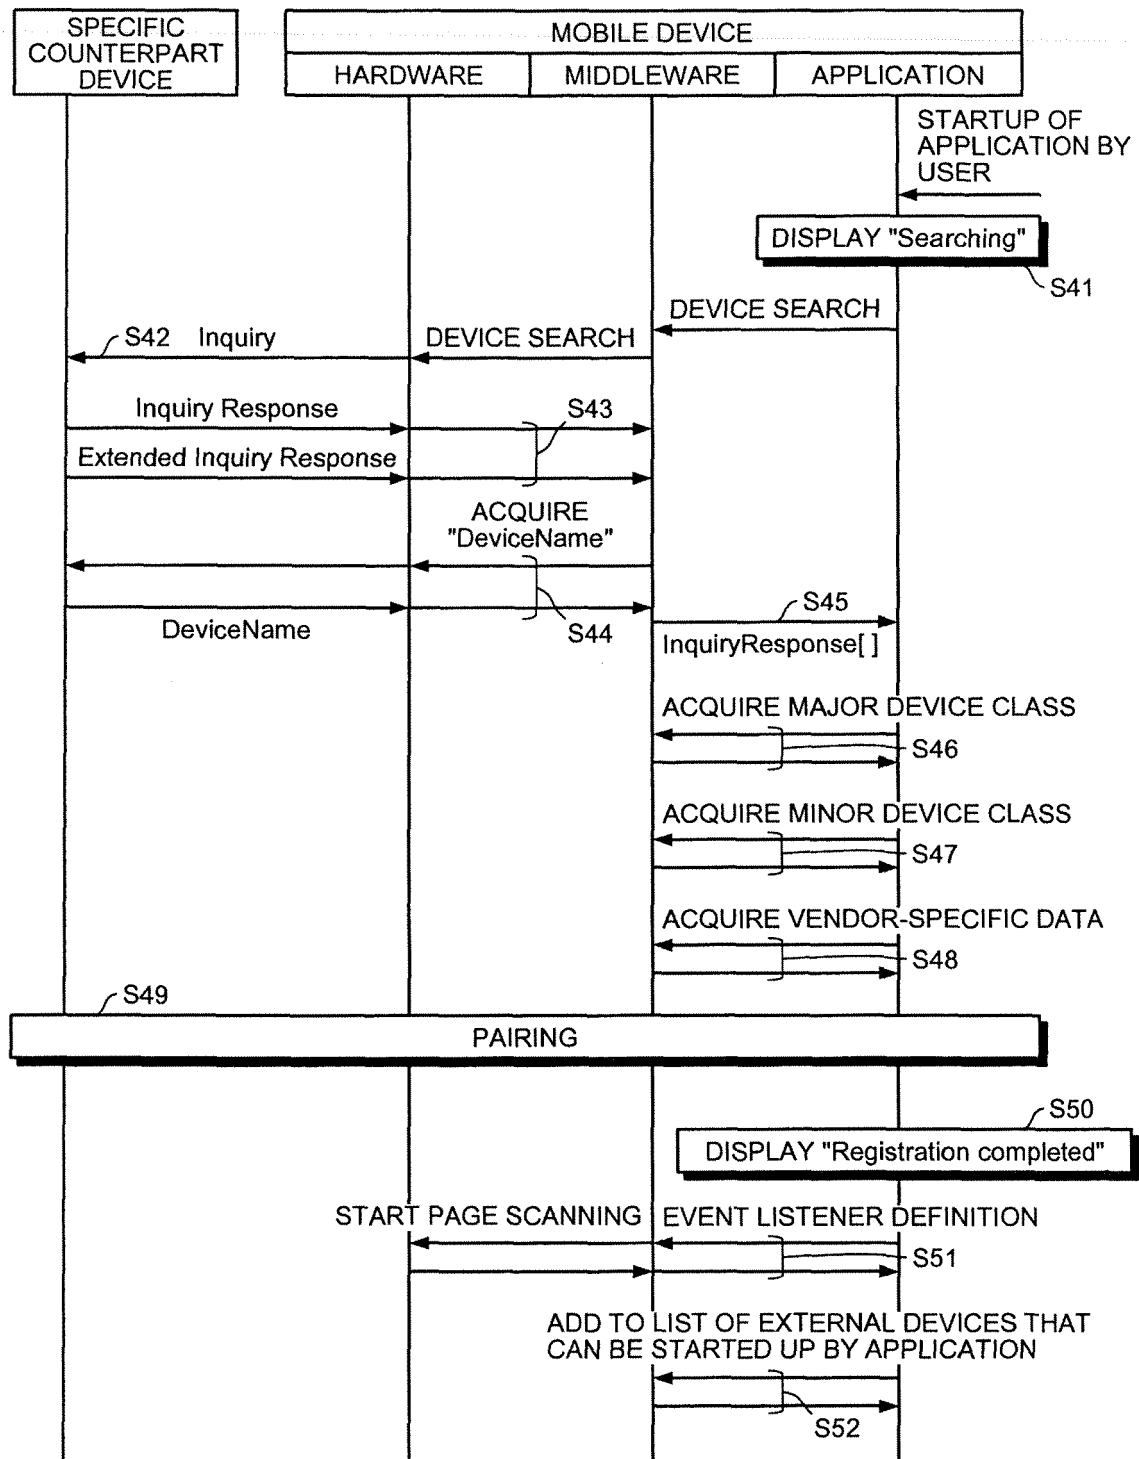 SPECIFIC
COUNTERPART
DEVICE
MOBILE DEVICE
HARDWARE
MIDDLEWARE
APPLICATION
STARTUP OF
APPLICATION BY
USER
DISPLAY "Searching"
S41
DEVICE SEARCH
S42
Inquiry
DEVICE SEARCH
Inquiry Response
S43
Extended Inquiry Response
ACQUIRE
"DeviceName"
S44
DeviceName
S45
InquiryResponse[ ]
ACQUIRE MAJOR DEVICE CLASS
S46
ACQUIRE MINOR DEVICE CLASS
S47
ACQUIRE VENDOR-SPECIFIC DATA
S48
S49
PAIRING
S50
DISPLAY "Registration completed"
START PAGE SCANNING
EVENT LISTENER DEFINITION
S51
ADD TO LIST OF EXTERNAL DEVICES THAT
CAN BE STARTED UP BY APPLICATION
S52